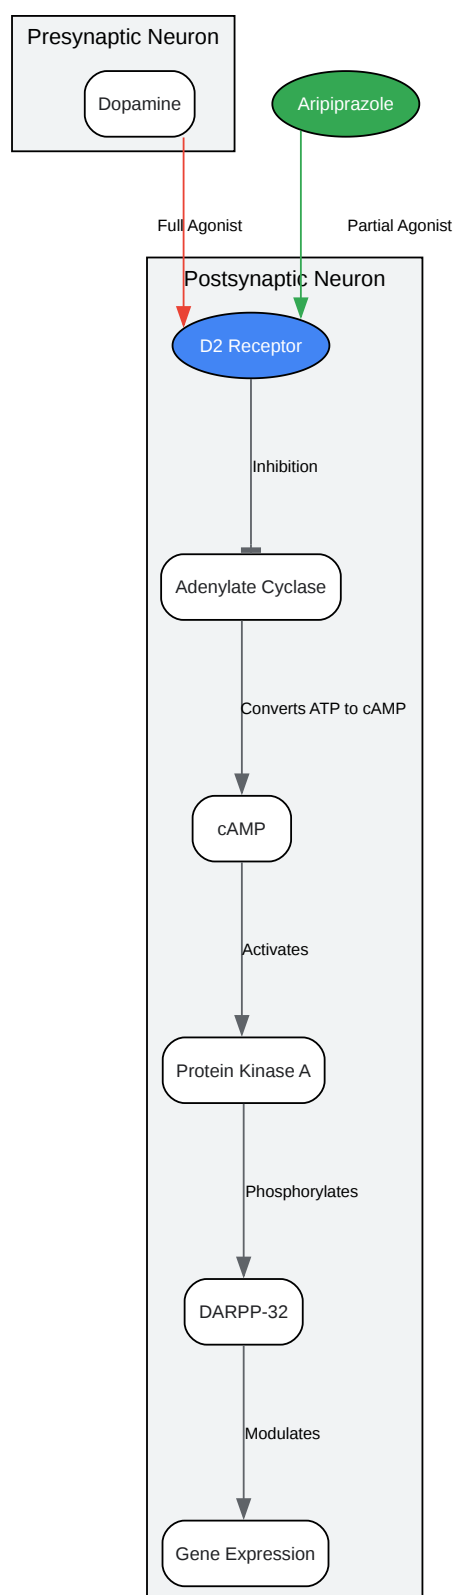 Presynaptic Neuron
Dopamine
Aripiprazole
Full Agonist
Partial Agonist
Postsynaptic Neuron
D2 Receptor
Inhibition
Adenylate Cyclase
Converts ATP to cAMP
cAMP
Activates
Protein Kinase A
Phosphorylates
DARPP-32
Modulates
Gene Expression